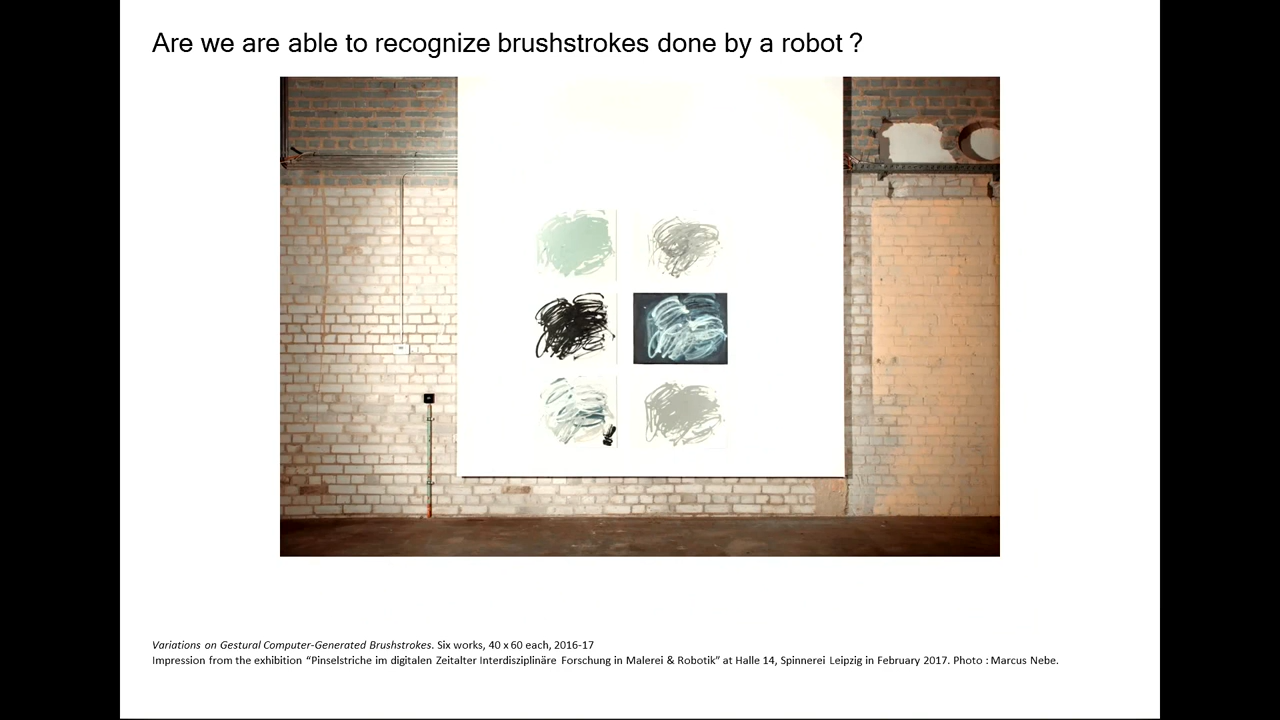 Are we are able to recognize brushstrokes done by a robot ?
Variations on Gestural Computer-Generated Brushstrokes. Six works, 40 x 60 each, 2016-17
Impression from the exhibition “Pinselstriche im digitalen Zeitalter Interdisziplinäre Forschung in Malerei & Robotik” at Halle 14, Spinnerei Leipzig in February 2017. Photo : Marcus Nebe.